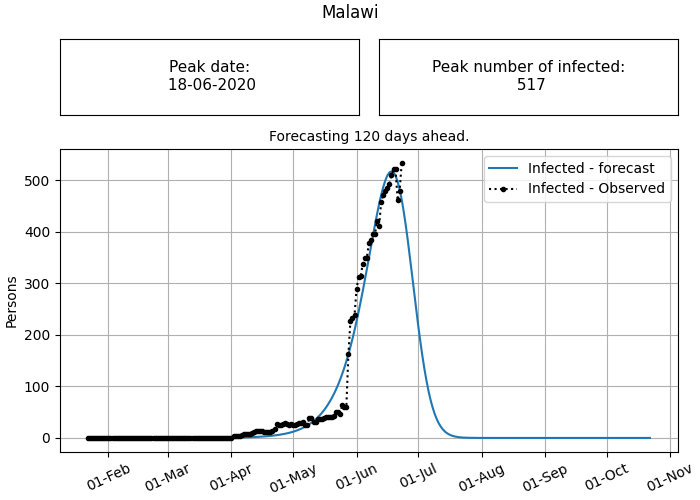 Malawi
Peak date:
18-06-2020
Peak number of infected:
517
Forecasting 120 days ahead.
Infected - forecast
Infected - Observed
Persons
500
400
300
200
100
0
01-Feb
01-Mar
01-Apr
01-May
01-Jun
01-Jul
01-Aug
01-Sep
01-Oct
01-Nov